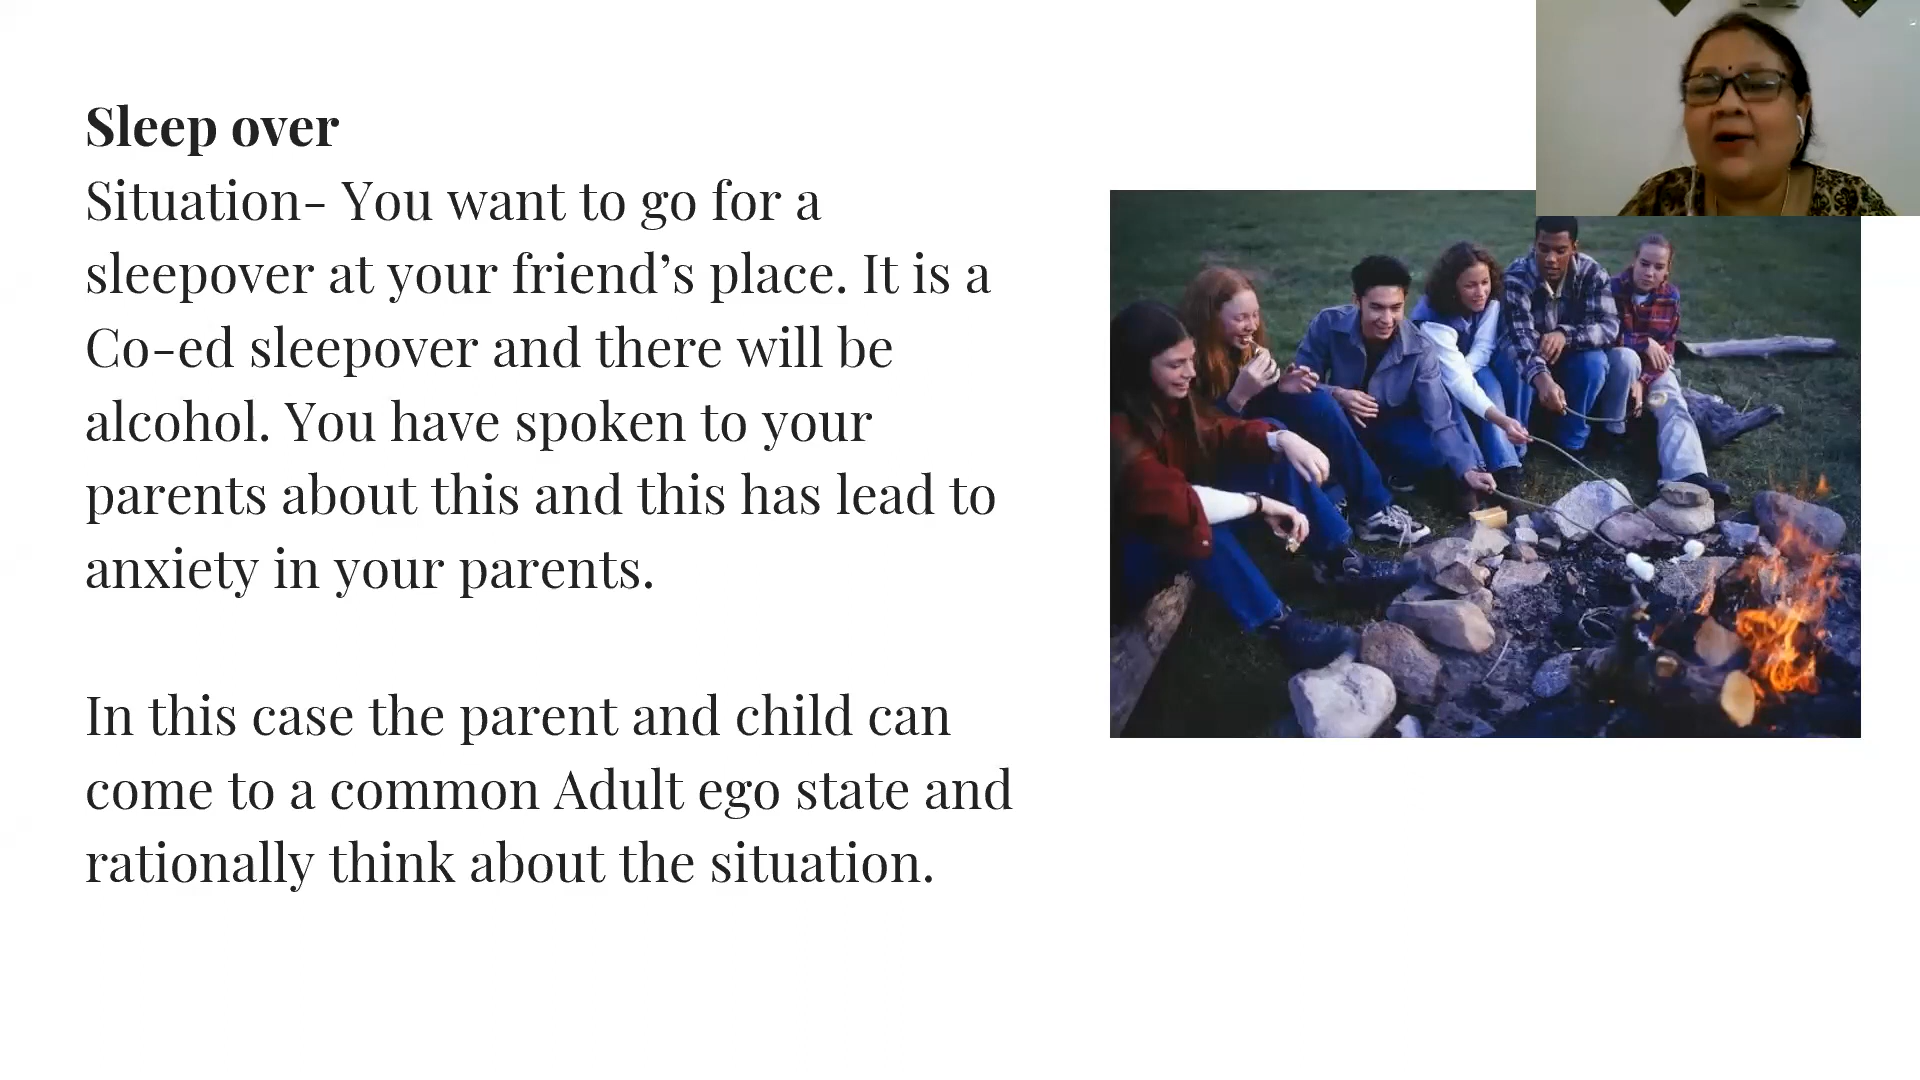 Sleep over
Situation- You want to go for a
sleepover at your friend’s place. It is a
Co-ed sleepover and there will be
alcohol. You have spoken to your
parents about this and this has lead to
anxiety in your parents.
In this case the parent and child can
come to a common Adult ego state and
rationally think about the situation.